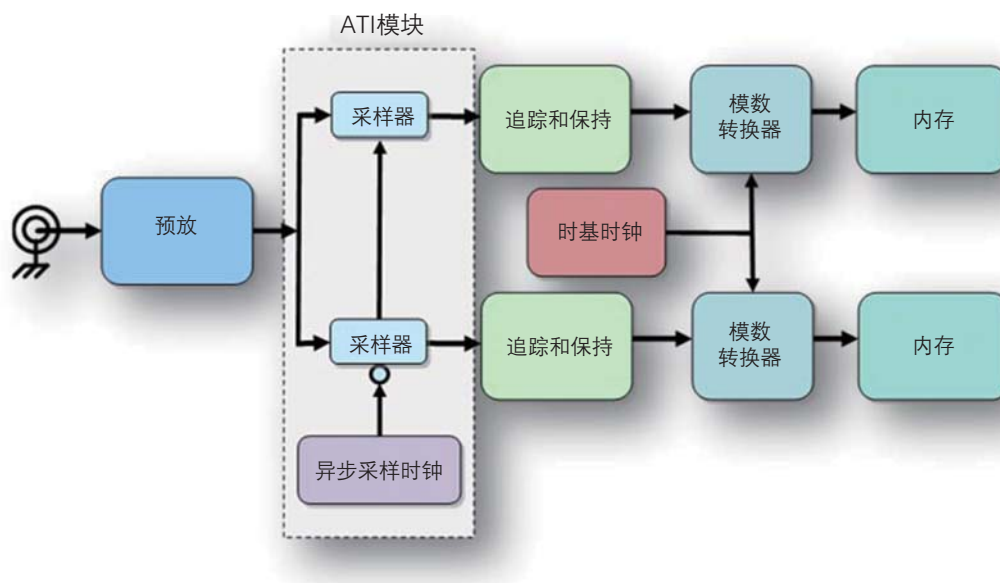 ATI模块
采样器
追踪和保持
模数
转换器
内存
预放
时基时钟
采样器
追踪和保持
模数
转换器
内存
异步采样时钟